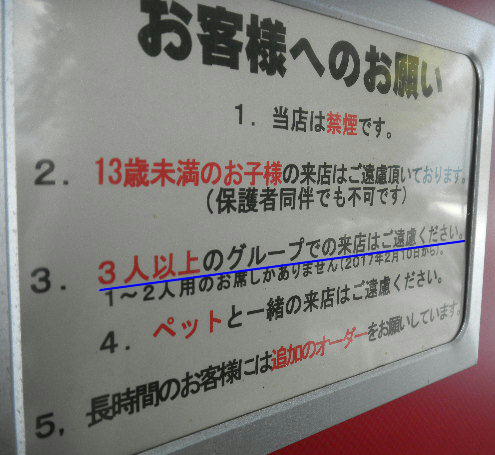 お客様へのお願い
1. 当店は禁煙です。
2. 13歳未満のお子様の来店はご遠慮頂いております。
(保護者同伴でも不可です)
3. 3人以上のグループでの来店はご遠慮ください。
1～2人用のお席しかありません(2017年2月10日から)。
4. ペットと一緒の来店はご遠慮ください。
5, 長時間のお客様には追加のオーダーをお願いしています。